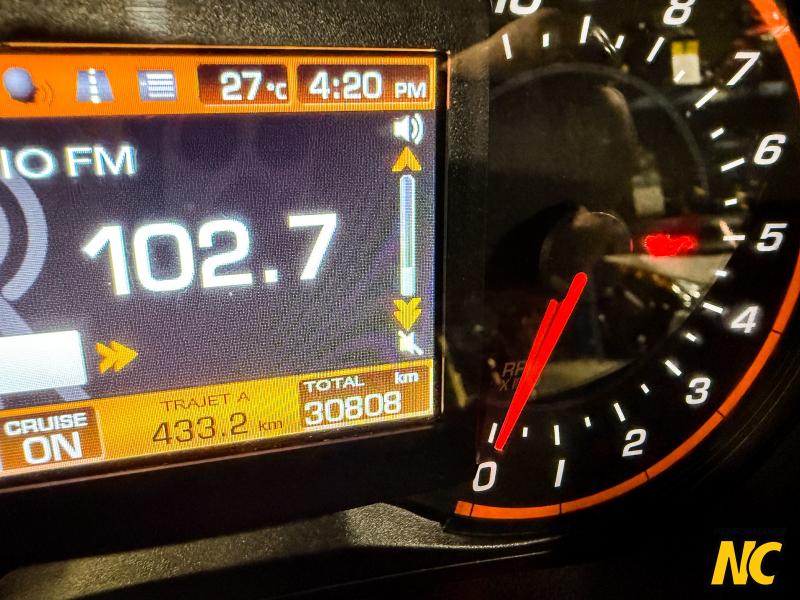 27°C 4:20 PM
IO FM
102.7
CRUISE
ON
TRAJET A
433.2 km
TOTAL km
30808
10
8
7
6
5
4
3
2
1
0
NC